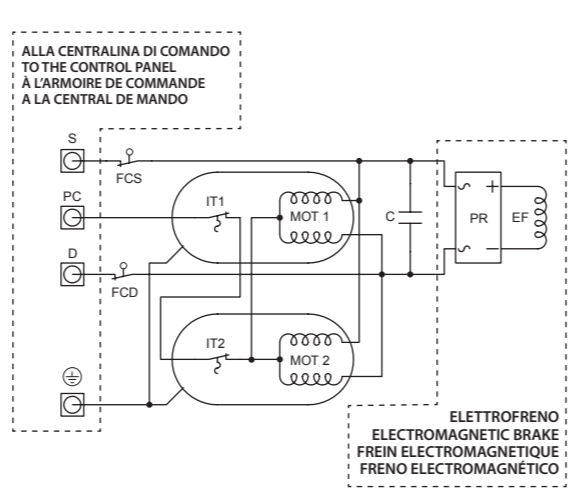 ALLA CENTRALINA DI COMANDO
TO THE CONTROL PANEL
À L'ARMOIRE DE COMMANDE
A LA CENTRAL DE MANDO
S
FCS
PC
IT1
MOT 1
C
PR
EF
D
FCD
IT2
MOT 2
ELETTROFRENO
ELECTROMAGNETIC BRAKE
FREIN ELECTROMAGNETIQUE
FRENO ELECTROMAGNÉTICO